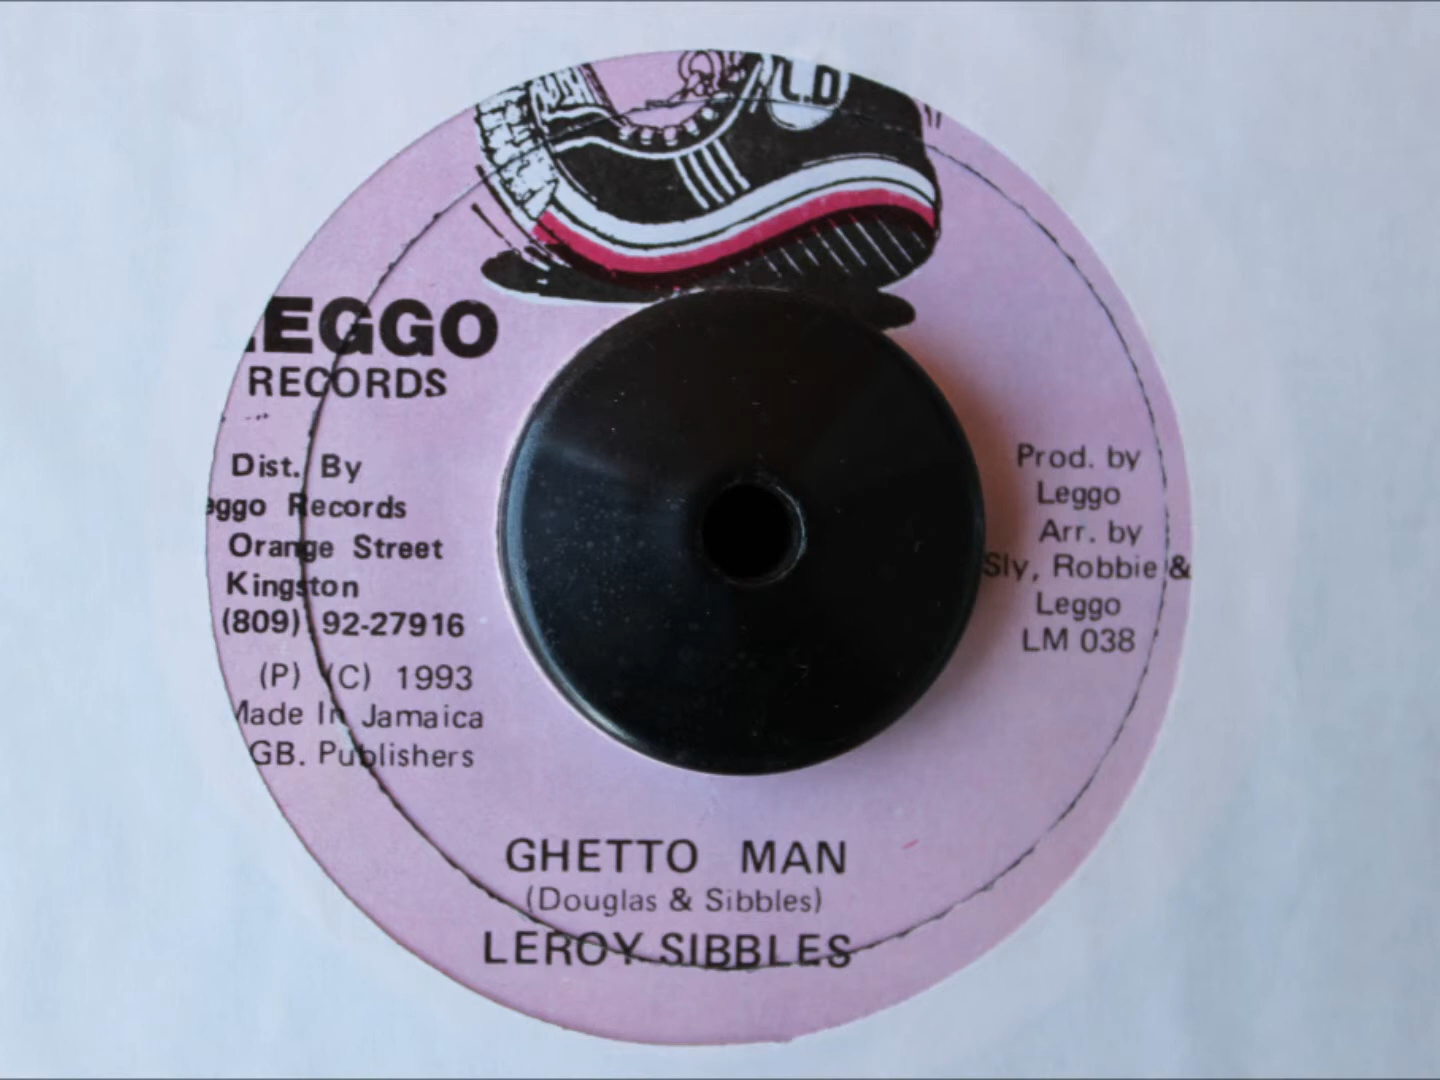 L.D
LEGGO
RECORDS
Dist. By
eggo Records
Orange Street
Kingston
(809) 92-27916
(P) (C) 1993
Made In Jamaica
GB. Publishers
Prod. by
Leggo
Arr. by
Sly, Robbie &
Leggo
LM 038
GHETTO MAN
(Douglas & Sibbles)
LEROY SIBBLES